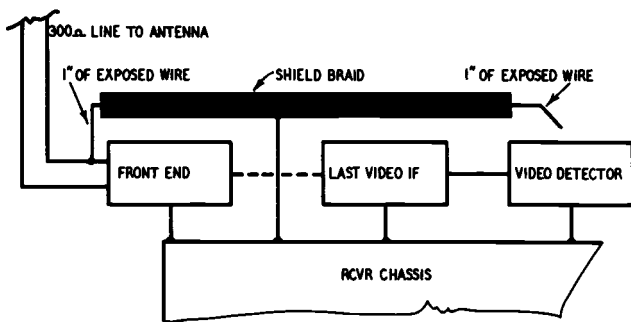 300Ω LINE TO ANTENNA
1" OF EXPOSED WIRE
SHIELD BRAID
1" OF EXPOSED WIRE
FRONT END
LAST VIDEO IF
VIDEO DETECTOR
RCVR CHASSIS